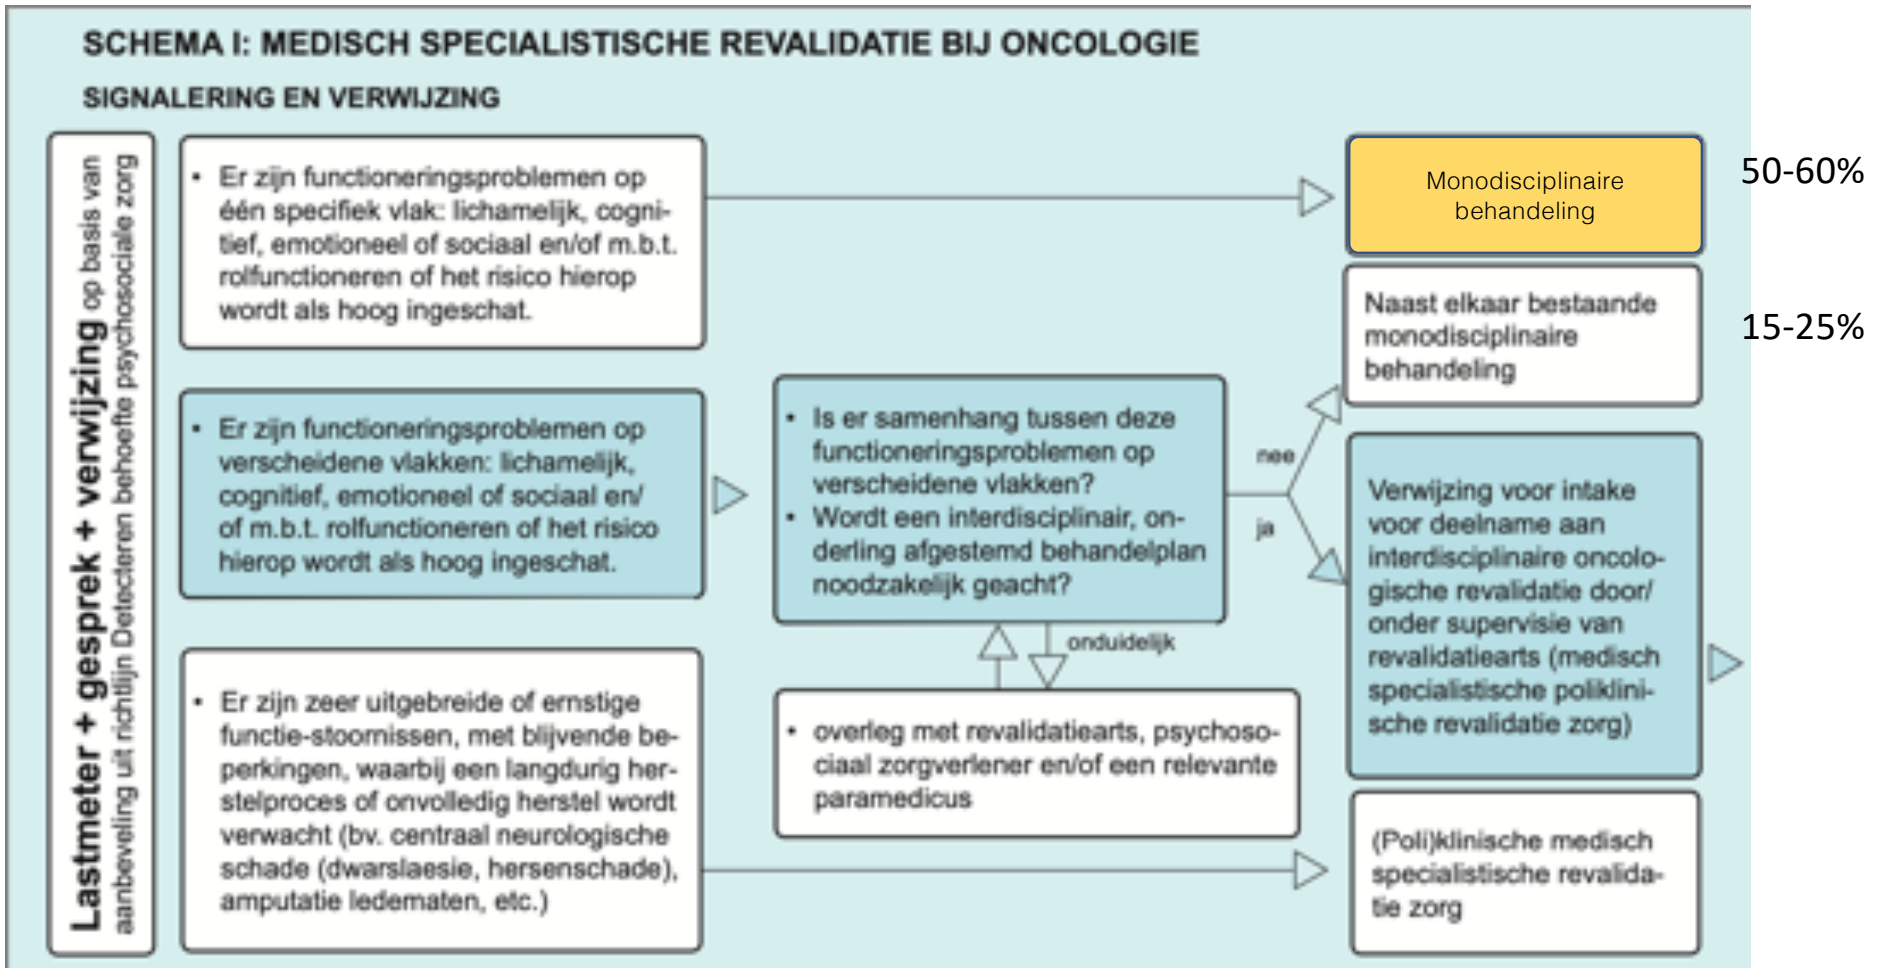 SCHEMA I: MEDISCH SPECIALISTISCHE REVALIDATIE BIJ ONCOLOGIE
SIGNALERING EN VERWIJZING
Lastmeter + gesprek + verwijzing op basis van
aanbeveling uit richtlijn Detecteren behoefte psychosociale zorg
• Er zijn functioneringsproblemen op
één specifiek vlak: lichamelijk, cogni-
tief, emotioneel of sociaal en/of m.b.t.
rolfunctioneren of het risico hierop
wordt als hoog ingeschat.
Monodisciplinaire
behandeling
50-60%
Naast elkaar bestaande
monodisciplinaire
behandeling
15-25%
• Er zijn functioneringsproblemen op
verscheidene vlakken: lichamelijk,
cognitief, emotioneel of sociaal en/
of m.b.t. rolfunctioneren of het risico
hierop wordt als hoog ingeschat.
• Is er samenhang tussen deze
functioneringsproblemen op
verscheidene vlakken?
• Wordt een interdisciplinair, on-
derling afgestemd behandelplan
noodzakelijk geacht?
nee
ja
Verwijzing voor intake
voor deelname aan
interdisciplinaire oncolo-
gische revalidatie door/
onder supervisie van
revalidatiearts (medisch
specialistische poliklini-
sche revalidatie zorg)
onduidelijk
• overleg met revalidatiearts, psychoso-
ciaal zorgverlener en/of een relevante
paramedicus
• Er zijn zeer uitgebreide of ernstige
functie-stoornissen, met blijvende be-
perkingen, waarbij een langdurig her-
stelproces of onvolledig herstel wordt
verwacht (bv. centraal neurologische
schade (dwarslaesie, hersenschade),
amputatie ledematen, etc.)
(Poli)klinische medisch
specialistische revalida-
tie zorg